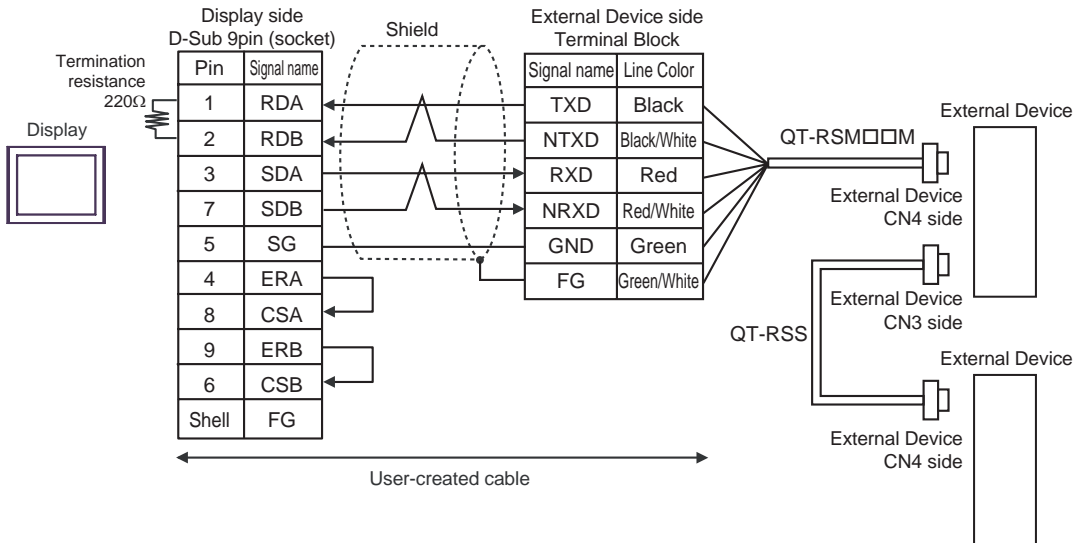 Display side
D-Sub 9pin (socket)
Shield
External Device side
Terminal Block
Termination
resistance
220Ω
Display
Pin Signal name
1 RDA
2 RDB
3 SDA
7 SDB
5 SG
4 ERA
8 CSA
9 ERB
6 CSB
Shell FG
Signal name Line Color
TXD Black
NTXD Black/White
RXD Red
NRXD Red/White
GND Green
FG Green/White
QT-RSM□□M
External Device
External Device
CN4 side
External Device
CN3 side
QT-RSS
External Device
External Device
CN4 side
User-created cable